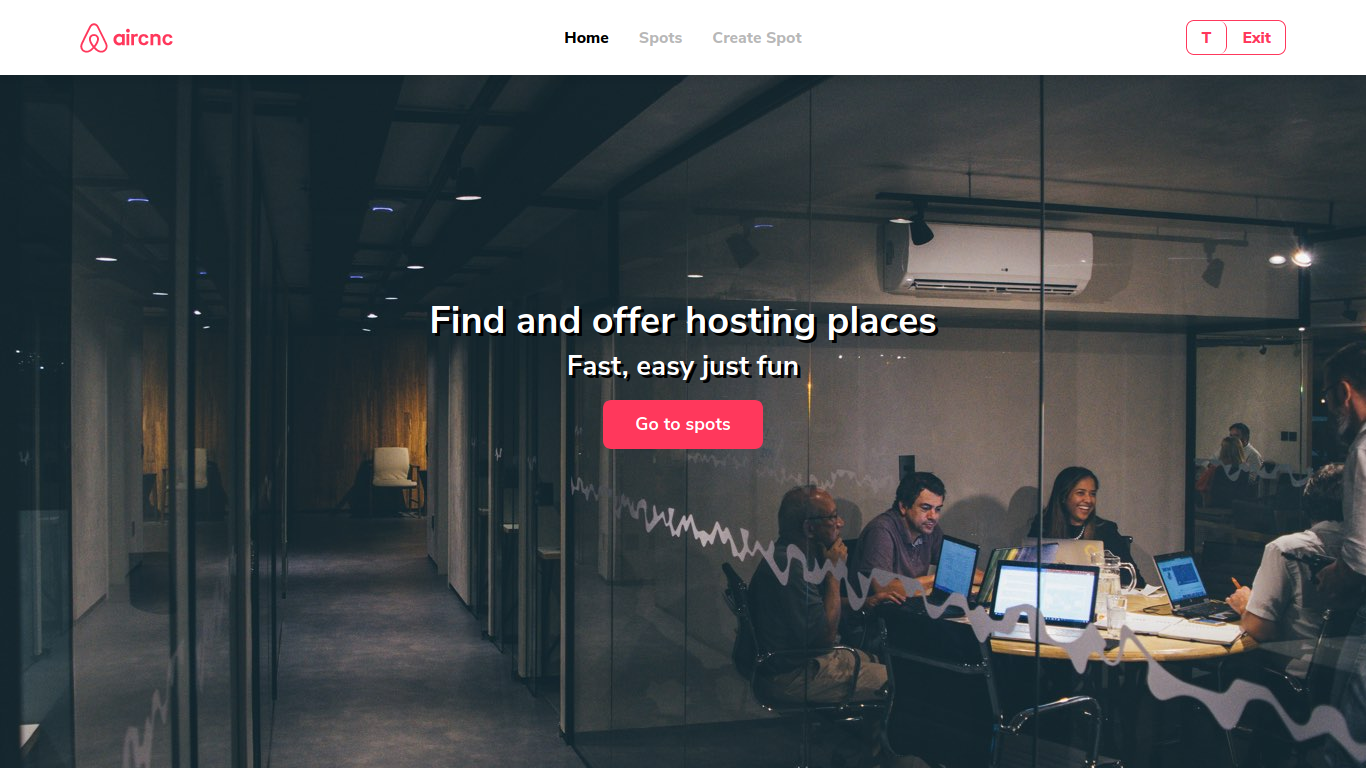 aircnc
Home
Spots
Create Spot
T
Exit
Find and offer hosting places
Fast, easy just fun
Go to spots